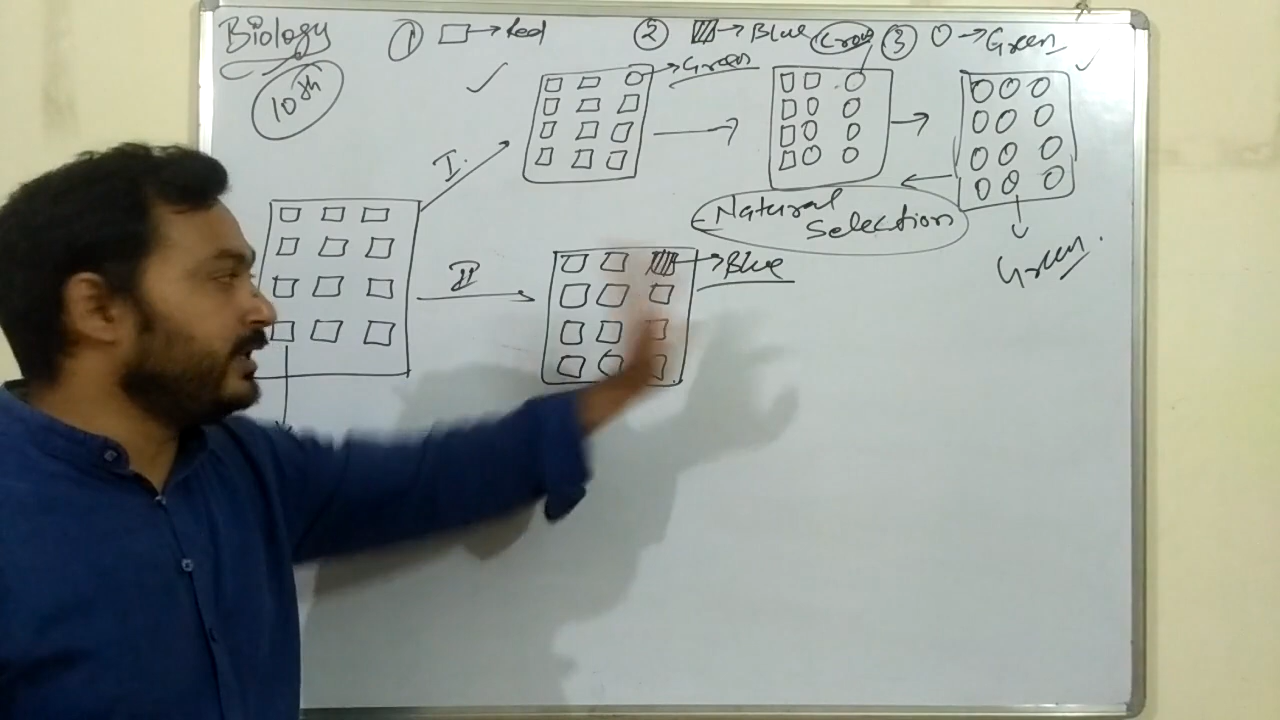 Biology
10th
① □ → Red
② → Blue
Crow
③ O → Green
I.
→ Green
Natural
Selection
Green.
II
→ Blue